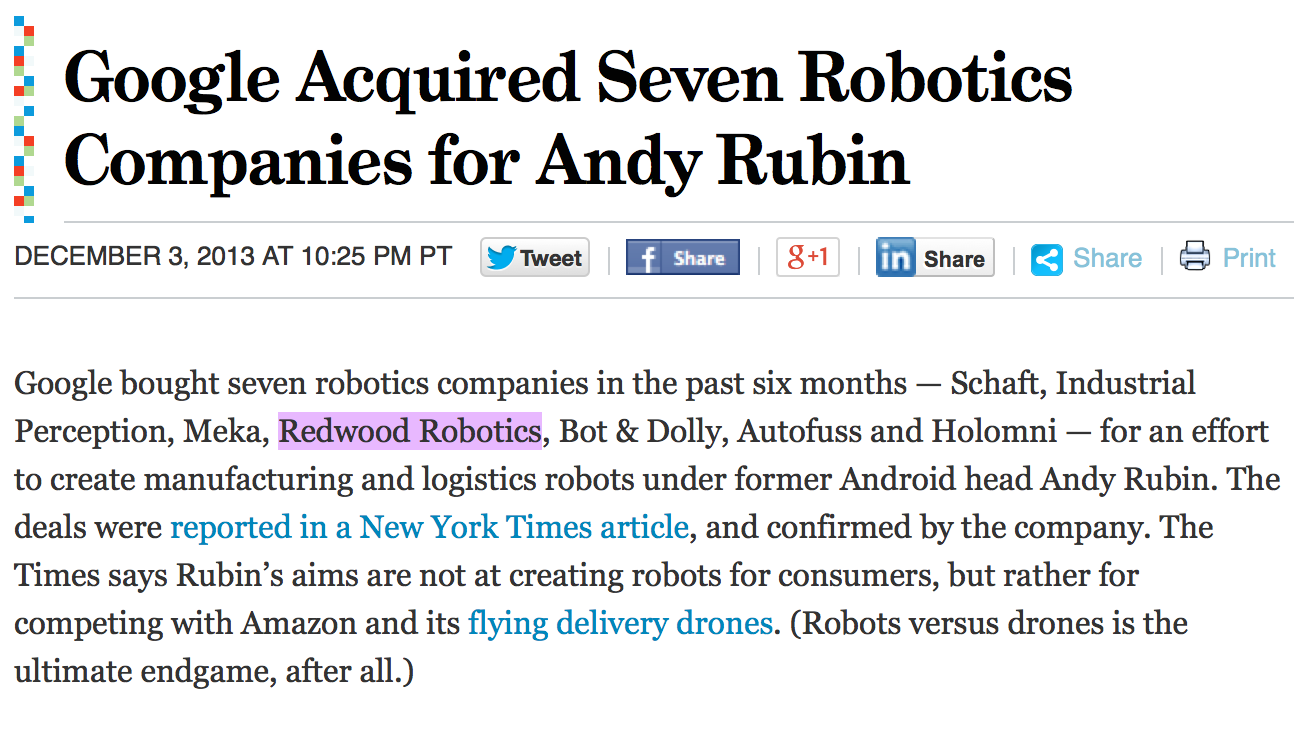 Google Acquired Seven Robotics
Companies for Andy Rubin
DECEMBER 3, 2013 AT 10:25 PM PT Tweet f Share g+1 in Share Share Print
Google bought seven robotics companies in the past six months — Schaft, Industrial
Perception, Meka, Redwood Robotics, Bot & Dolly, Autofuss and Holomni — for an effort
to create manufacturing and logistics robots under former Android head Andy Rubin. The
deals were reported in a New York Times article, and confirmed by the company. The
Times says Rubin’s aims are not at creating robots for consumers, but rather for
competing with Amazon and its flying delivery drones. (Robots versus drones is the
ultimate endgame, after all.)